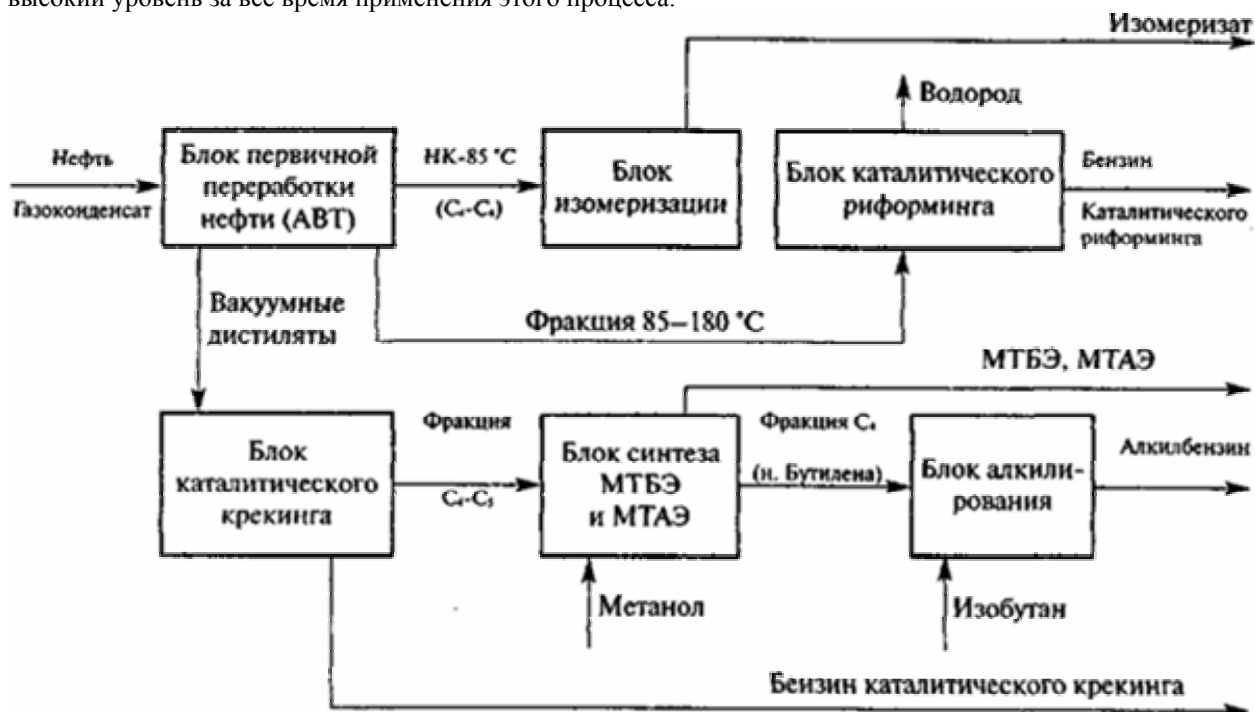 высокий уровень за все время применения этого процесса.
Изомеризат
Водород
Нефть
Газоконденсат
Блок первичной
переработки
нефти (АВТ)
НК-85 °С
Блок
изомеризации
Блок каталитического
риформинга
Бензин
Каталитического
риформинга
Вакуумные
дистиляты
Фракция 85—180 °С
МТБЭ, МТАЭ
Блок
каталитического
крекинга
Фракция
Блок синтеза
МТБЭ
и МТАЭ
Фракция С₄
(н. Бутилена)
Блок алкили-
рования
Алкилбензин
Метанол
Изобутан
Бензин каталитического крекинга